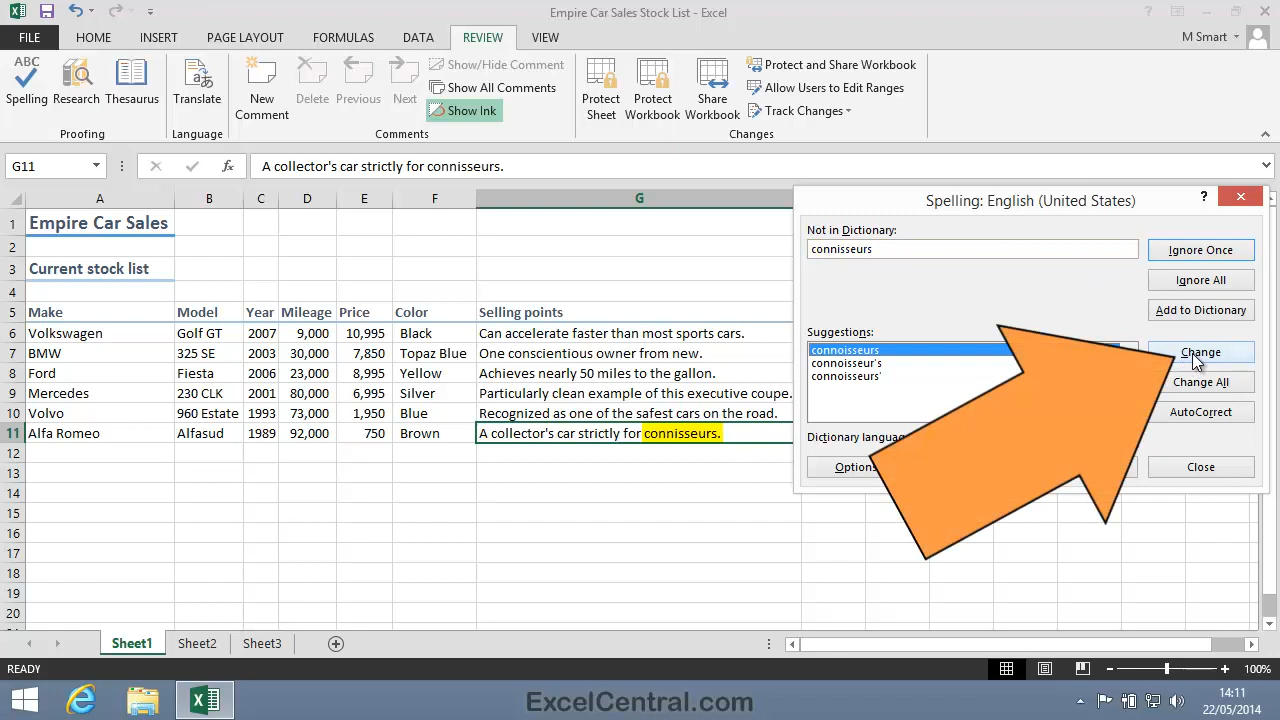 Empire Car Sales Stock List - Excel
FILE HOME INSERT PAGE LAYOUT FORMULAS DATA REVIEW VIEW M Smart
ABC
Spelling Research Thesaurus
Proofing
Translate
Language
New Comment Delete Previous Next
Show/Hide Comment
Show All Comments
Show Ink
Comments
Protect Sheet Protect Workbook Share Workbook
Protect and Share Workbook
Allow Users to Edit Ranges
Track Changes
Changes
G11 fx A collector's car strictly for connisseurs.
A B C D E F G
1 Empire Car Sales
2
3 Current stock list
4
5 Make Model Year Mileage Price Color Selling points
6 Volkswagen Golf GT 2007 9,000 10,995 Black Can accelerate faster than most sports cars.
7 BMW 325 SE 2003 30,000 7,850 Topaz Blue One conscientious owner from new.
8 Ford Fiesta 2006 23,000 8,995 Yellow Achieves nearly 50 miles to the gallon.
9 Mercedes 230 CLK 2001 80,000 6,995 Silver Particularly clean example of this executive coupe.
10 Volvo 960 Estate 1993 73,000 1,950 Blue Recognized as one of the safest cars on the road.
11 Alfa Romeo Alfasud 1989 92,000 750 Brown A collector's car strictly for connisseurs.
12
13
14
15
16
17
18
19
20
Spelling: English (United States)
?
Not in Dictionary:
connisseurs
Ignore Once
Ignore All
Add to Dictionary
Suggestions:
connoisseurs
connoisseur's
connoisseurs'
Change
Change All
AutoCorrect
Dictionary langua
Options
Close
Sheet1 Sheet2 Sheet3
READY 100%
ExcelCentral.com
14:11
22/05/2014